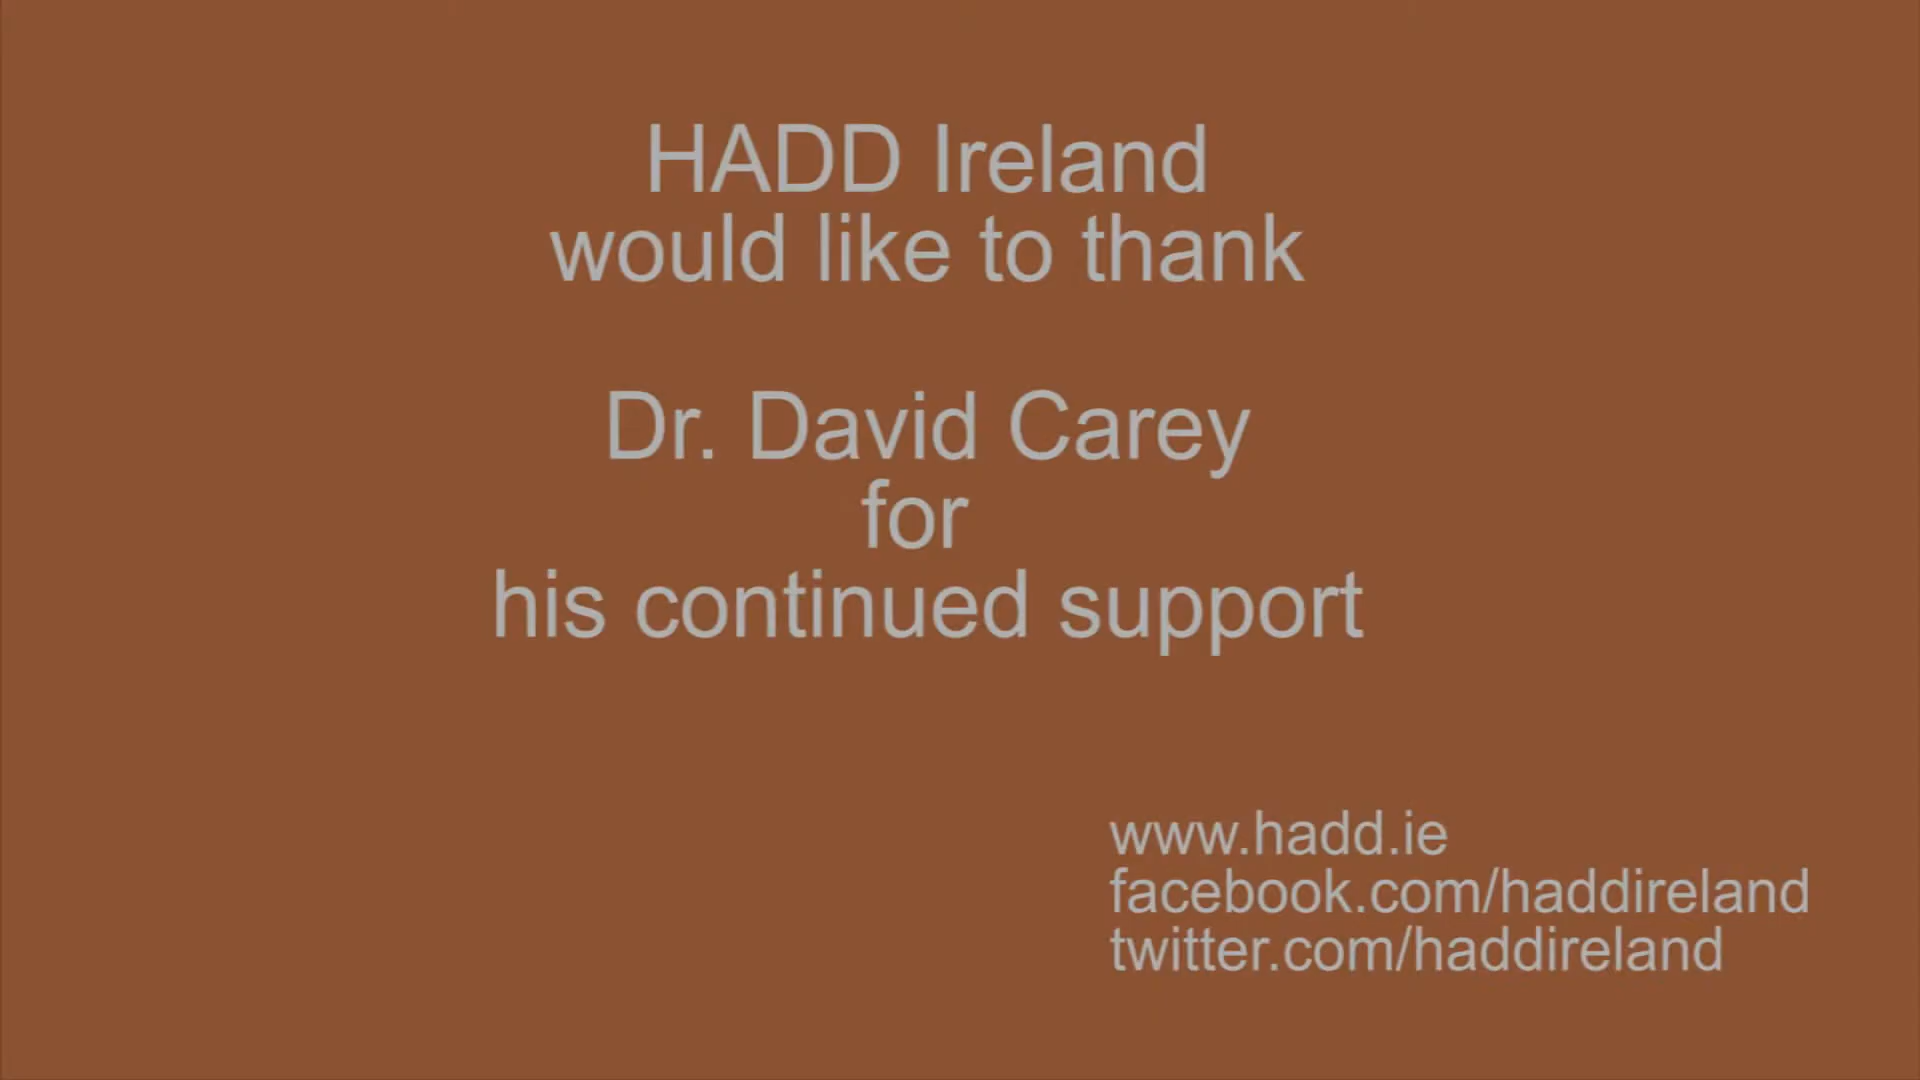 HADD Ireland
would like to thank
Dr. David Carey
for
his continued support
www.hadd.ie
facebook.com/haddireland
twitter.com/haddireland